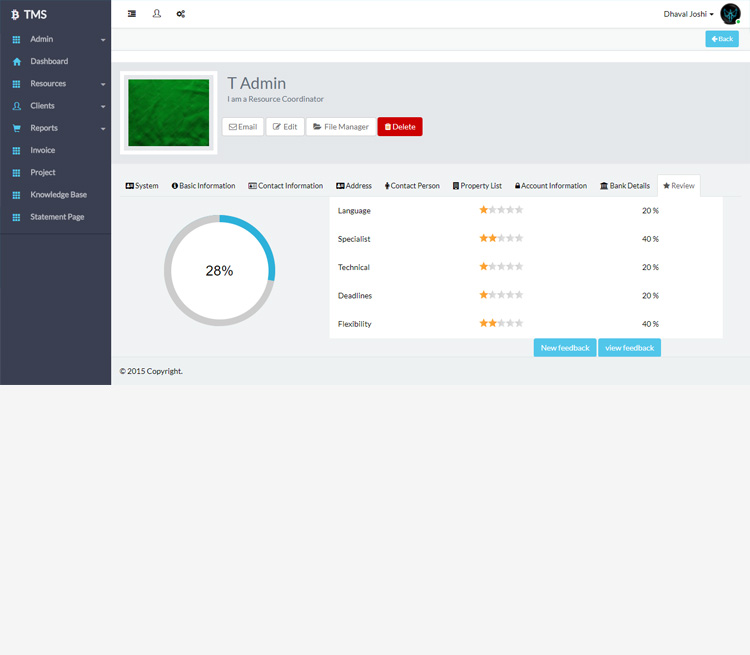 TMS
Dhaval Joshi
Admin
Dashboard
Resources
Clients
Reports
Invoice
Project
Knowledge Base
Statement Page
Back
T Admin
I am a Resource Coordinator
Email Edit File Manager Delete
System Basic Information Contact Information Address Contact Person Property List Account Information Bank Details Review
28%
Language 20 %
Specialist 40 %
Technical 20 %
Deadlines 20 %
Flexibility 40 %
New feedback view feedback
© 2015 Copyright.